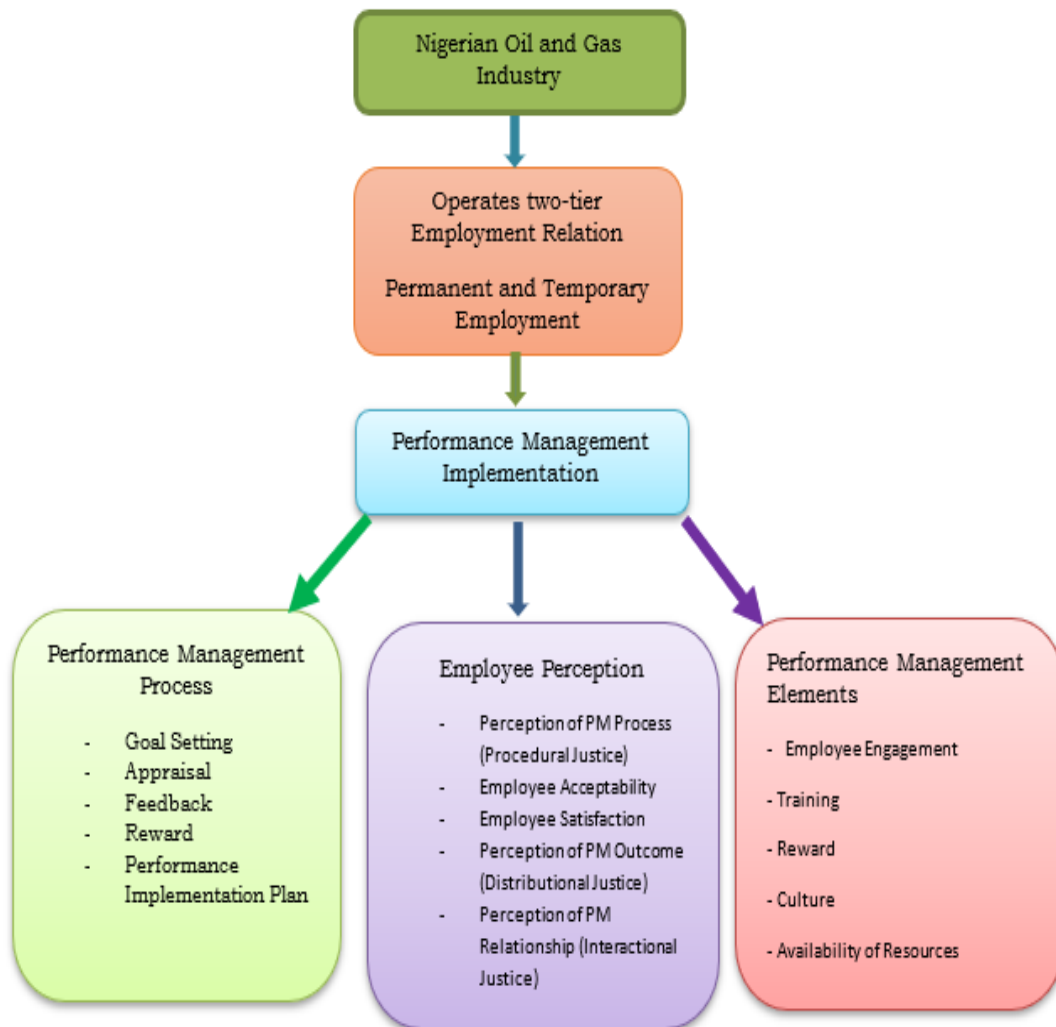 Nigerian Oil and Gas
Industry
Operates two-tier
Employment Relation
Permanent and Temporary
Employment
Performance Management
Implementation
Performance Management
Process
- Goal Setting
- Appraisal
- Feedback
- Reward
- Performance
Implementation Plan
Employee Perception
- Perception of PM Process
(Procedural Justice)
- Employee Acceptability
- Employee Satisfaction
- Perception of PM Outcome
(Distributional Justice)
- Perception of PM
Relationship (Interactional
Justice)
Performance Management
Elements
- Employee Engagement
- Training
- Reward
- Culture
- Availability of Resources